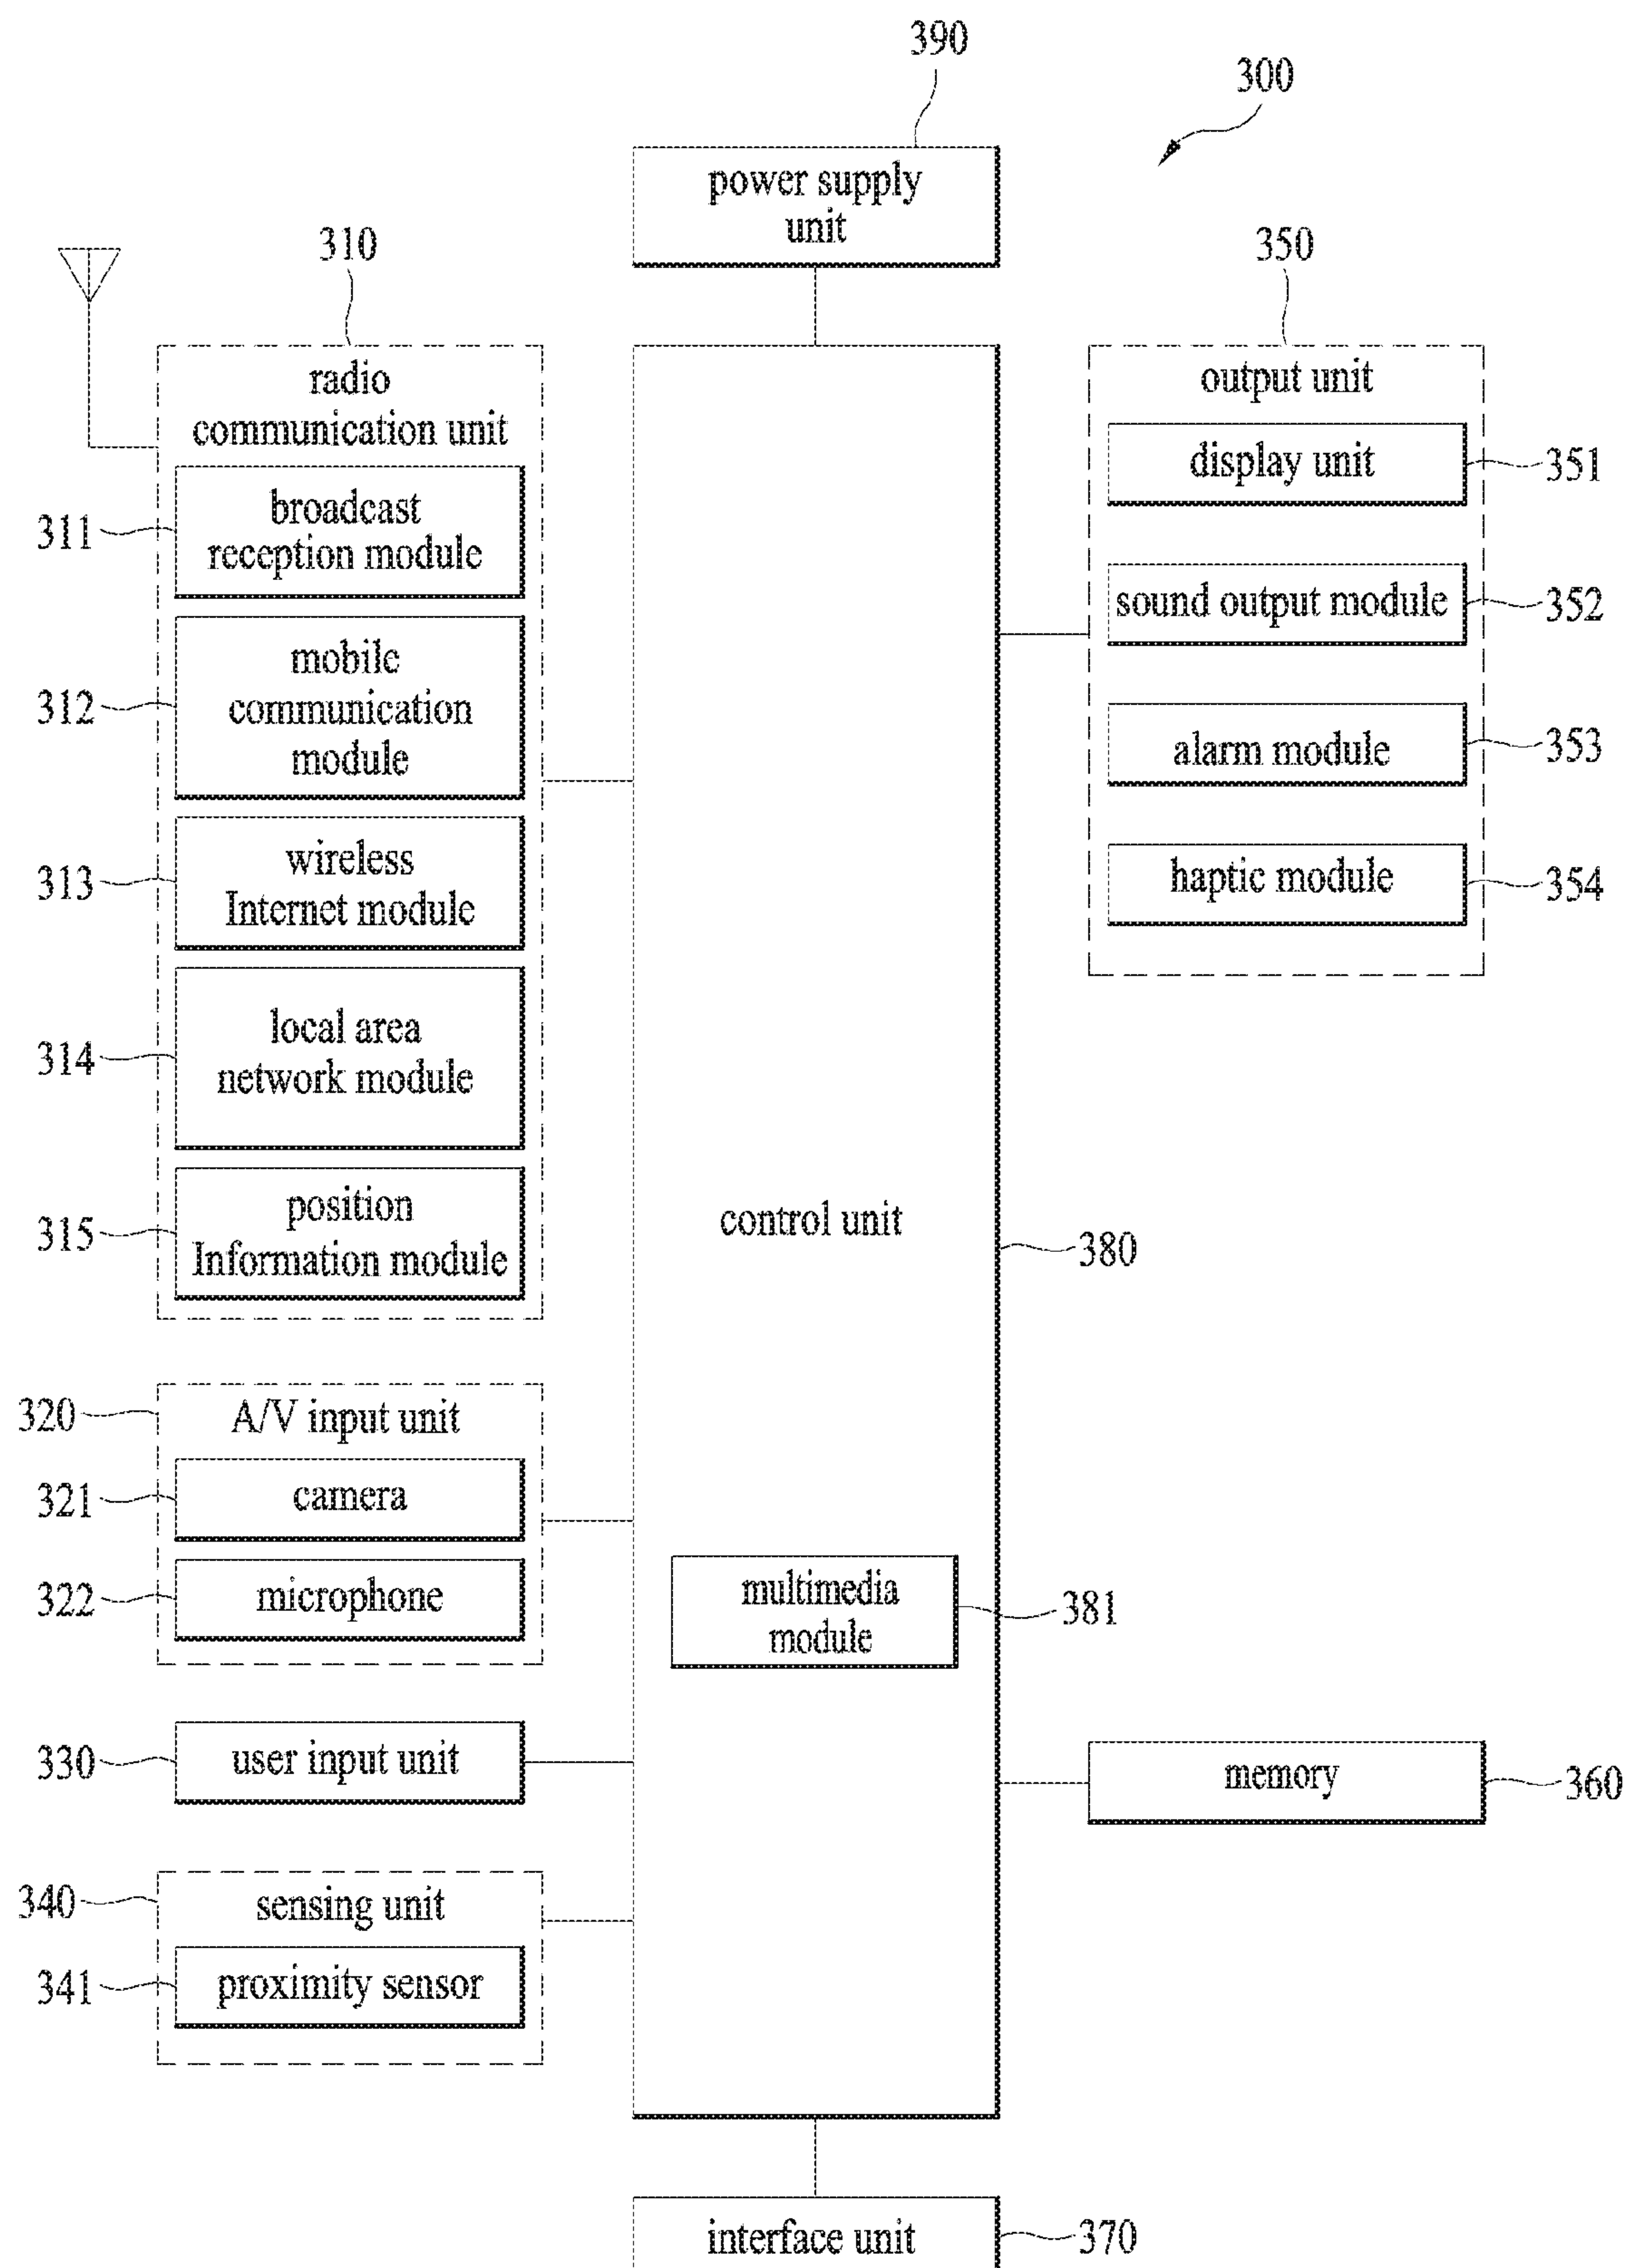 390
300
power supply
unit
310
350
radio
communication unit
output unit
display unit
351
311
broadcast
reception module
sound output module
352
312
mobile
communication
module
alarm module
353
313
wireless
Internet module
haptic module
354
314
local area
network module
315
position
Information module
control unit
380
320
A/V input unit
321
camera
322
microphone
multimedia
module
381
330
user input unit
memory
360
340
sensing unit
341
proximity sensor
interface unit
370